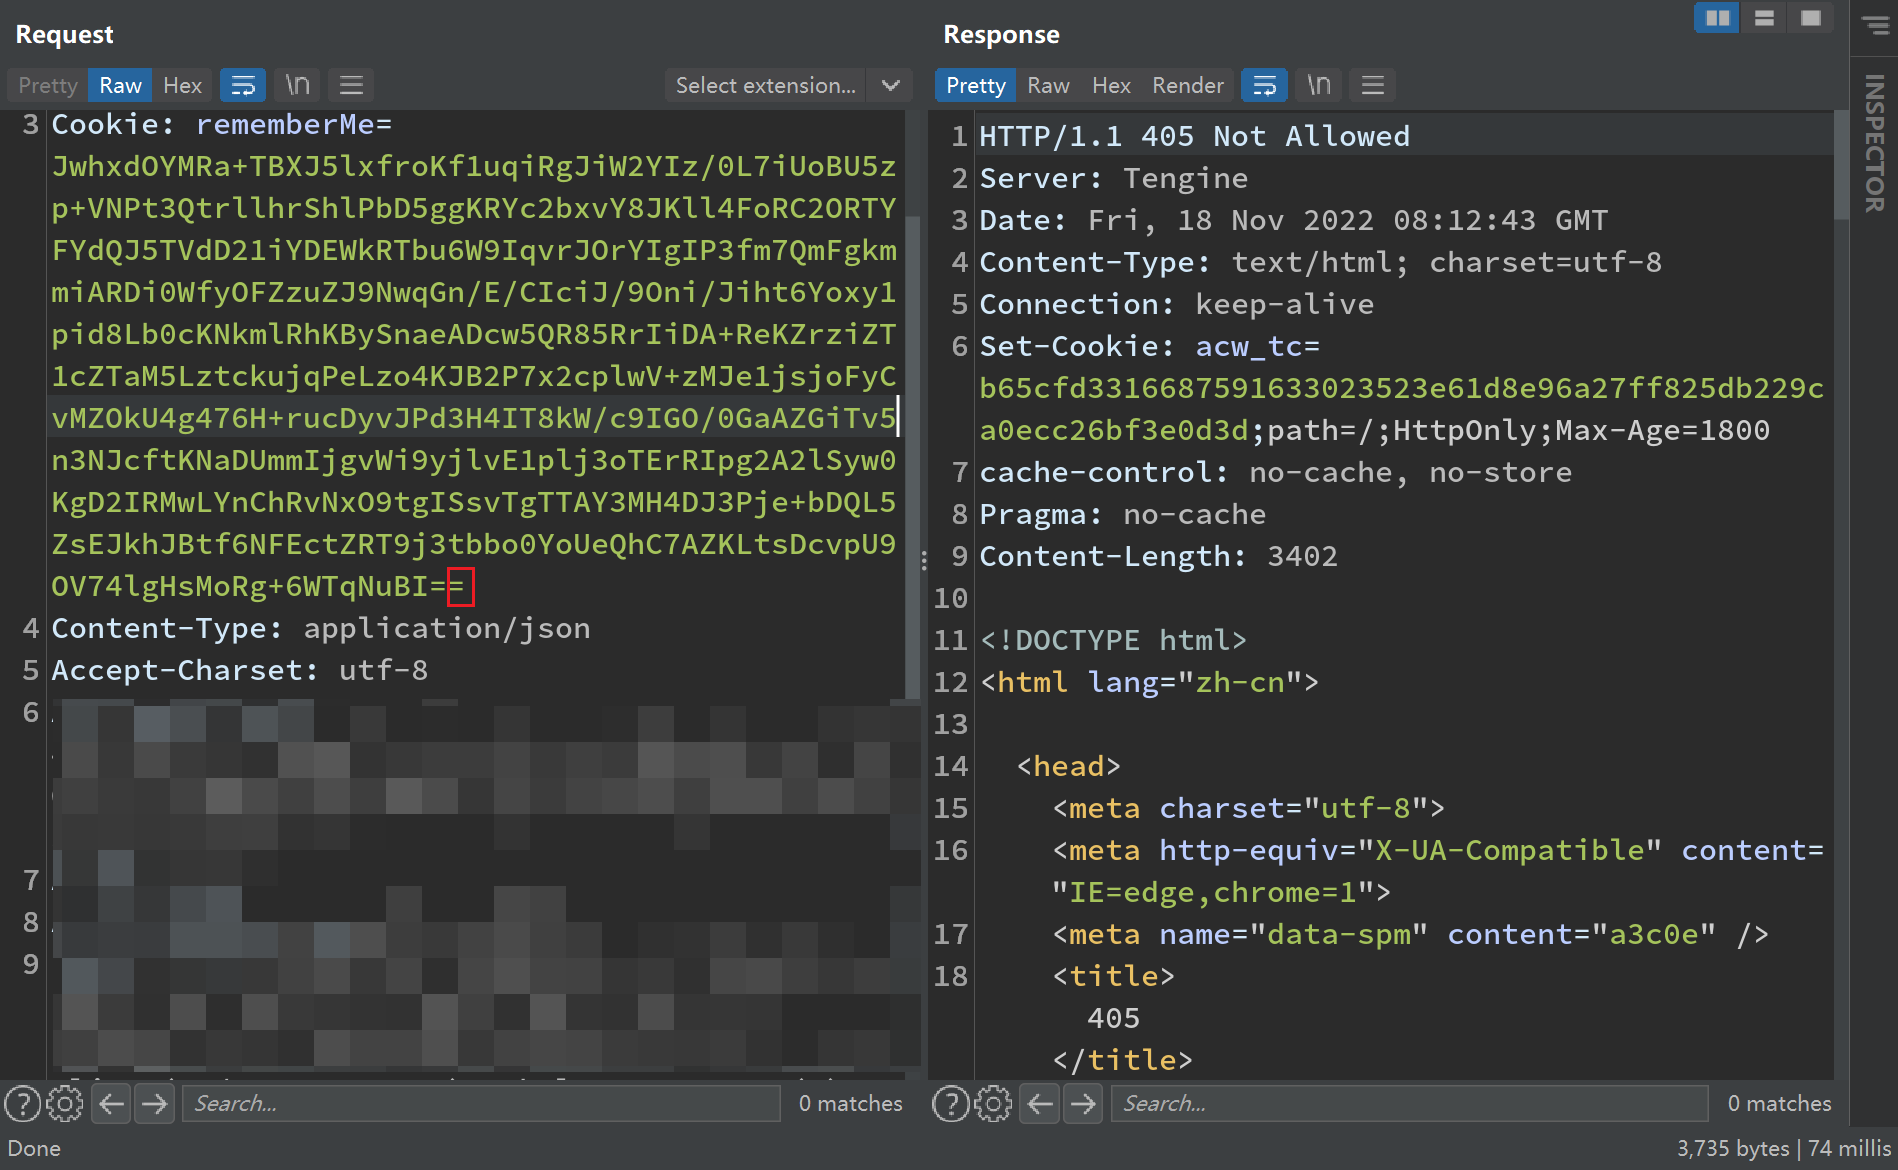 Request
Pretty Raw Hex \n Select extension...
3 Cookie: rememberMe=
JwhxdOYMRa+TBXJ5lxfroKf1uqiRgJiW2YIz/0L7iUoBU5z
p+VNPt3QtrllhrShlPbD5ggKRYc2bxvY8JKll4FoRC2ORTY
FYdQJ5TVdD21iYDEWkRTbu6W9IqvrJOrYIgIP3fm7QmFgkm
miARDi0WfyOFZzuZJ9NwqGn/E/CIciJ/9Oni/Jiht6Yoxy1
pid8Lb0cKNkmlRhKBySnaeADcw5QR85RrIiDA+ReKZrziZT
1cZTaM5LztckujqPeLzo4KJB2P7x2cplwV+zMJe1jsjoFyC
vMZOkU4g476H+rucDyvJPd3H4IT8kW/c9IGO/0GaAZGiTv5
n3NJcftKNaDUmmIjgvWi9yjlvE1plj3oTErRIpg2A2lSyw0
KgD2IRMwLYnChRvNxO9tgISsvTgTTAY3MH4DJ3Pje+bDQL5
ZsEJkhJBtf6NFEctZRT9j3tbbo0YoUeQhC7AZKLtsDcvpU9
OV74lgHsMoRg+6WTqNuBI==
4 Content-Type: application/json
5 Accept-Charset: utf-8
6
7
8
9
Search...
0 matches
Done
Response
Pretty Raw Hex Render \n
1 HTTP/1.1 405 Not Allowed
2 Server: Tengine
3 Date: Fri, 18 Nov 2022 08:12:43 GMT
4 Content-Type: text/html; charset=utf-8
5 Connection: keep-alive
6 Set-Cookie: acw_tc=
b65cfd3316687591633023523e61d8e96a27ff825db229c
a0ecc26bf3e0d3d;path=/;HttpOnly;Max-Age=1800
7 cache-control: no-cache, no-store
8 Pragma: no-cache
9 Content-Length: 3402
10
11 <!DOCTYPE html>
12 <html lang="zh-cn">
13
14 <head>
15 <meta charset="utf-8">
16 <meta http-equiv="X-UA-Compatible" content=
"IE=edge,chrome=1">
17 <meta name="data-spm" content="a3c0e" />
18 <title>
405
</title>
Search...
0 matches
3,735 bytes | 74 millis
INSPECTOR